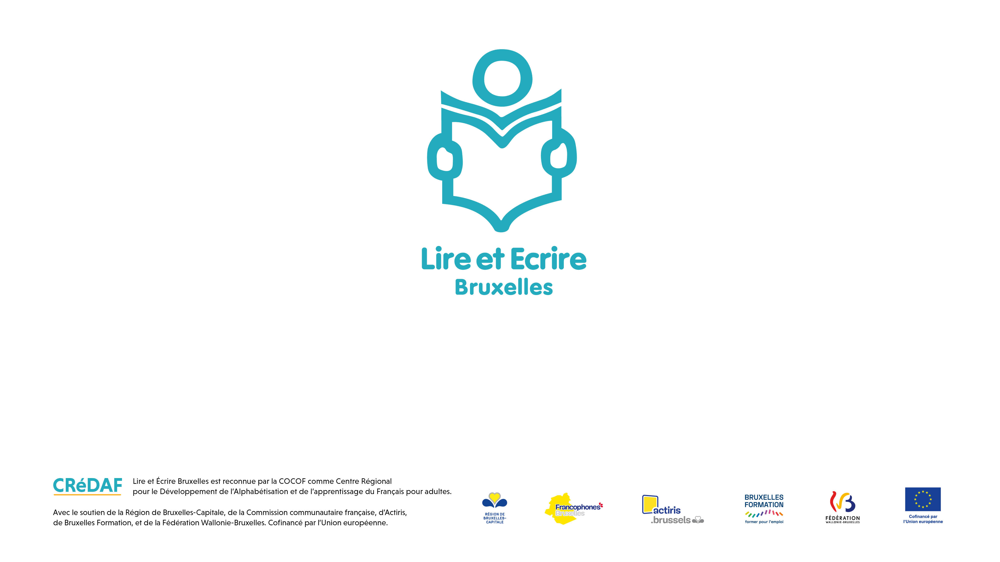 Lire et Ecrire
Bruxelles
CRéDAF
Lire et Écrire Bruxelles est reconnue par la COCOF comme Centre Régional
pour le Développement de l’Alphabétisation et de l’apprentissage du Français pour adultes.
Avec le soutien de la Région de Bruxelles-Capitale, de la Commission communautaire française, d’Actiris,
de Bruxelles Formation, et de la Fédération Wallonie-Bruxelles. Cofinancé par l’Union européenne.
RÉGION DE
BRUXELLES-
CAPITALE
Francophones
Bruxelles
actiris
.brussels
BRUXELLES
FORMATION
former pour l'emploi
FÉDÉRATION
WALLONIE-BRUXELLES
Cofinancé par
l’Union européenne